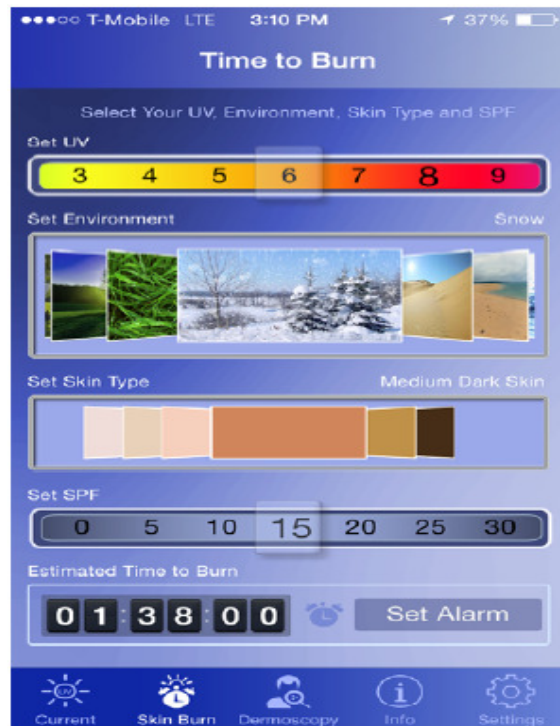 T-Mobile LTE 3:10 PM 37%
Time to Burn
Select Your UV, Environment, Skin Type and SPF
Set UV
3 4 5 6 7 8 9
Set Environment Snow
Set Skin Type Medium Dark Skin
Set SPF
0 5 10 15 20 25 30
Estimated Time to Burn
01:38:00 Set Alarm
UV
Current Skin Burn Dermoscopy Info Settings